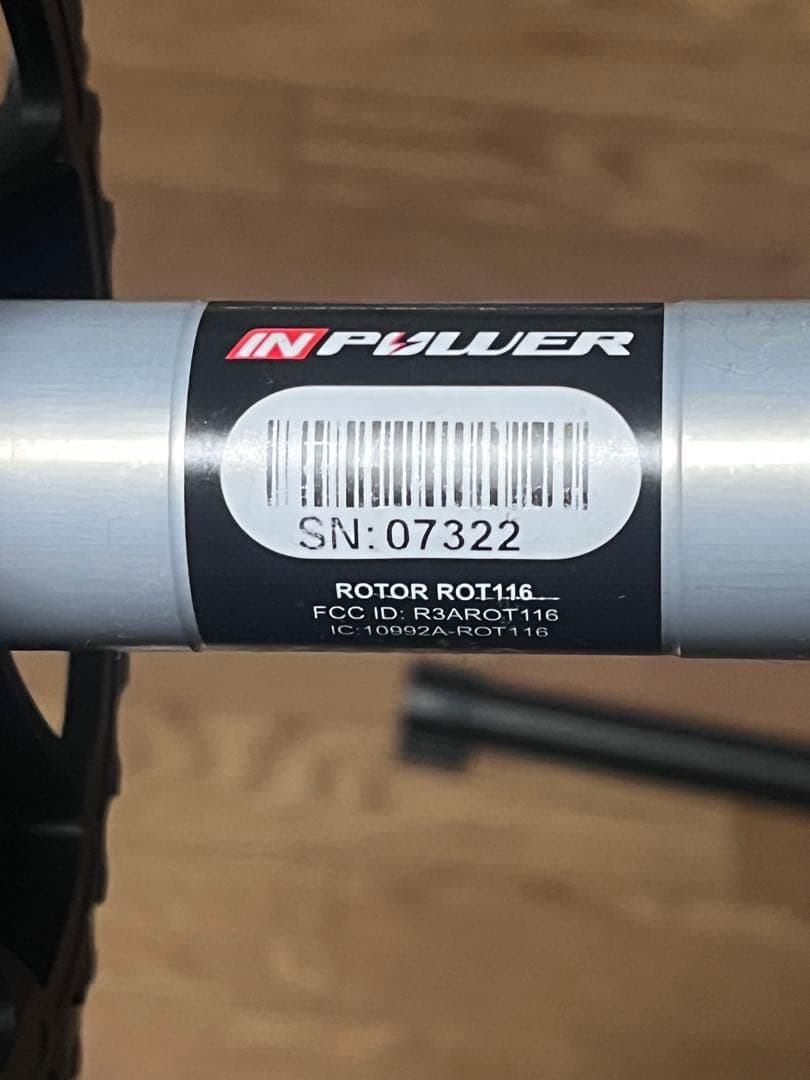 INPOWER
SN: 07322
ROTOR ROT116
FCC ID: R3AROT116
IC:10992A-ROT116